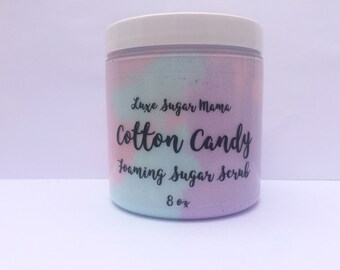 Luxe Sugar Mama
Cotton Candy
Foaming Sugar Scrub
8 oz